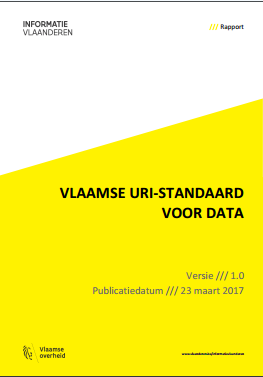 INFORMATIE
VLAANDEREN
/// Rapport
VLAAMSE URI-STANDAARD
VOOR DATA
Versie /// 1.0
Publicatiedatum /// 23 maart 2017
Vlaamse
overheid